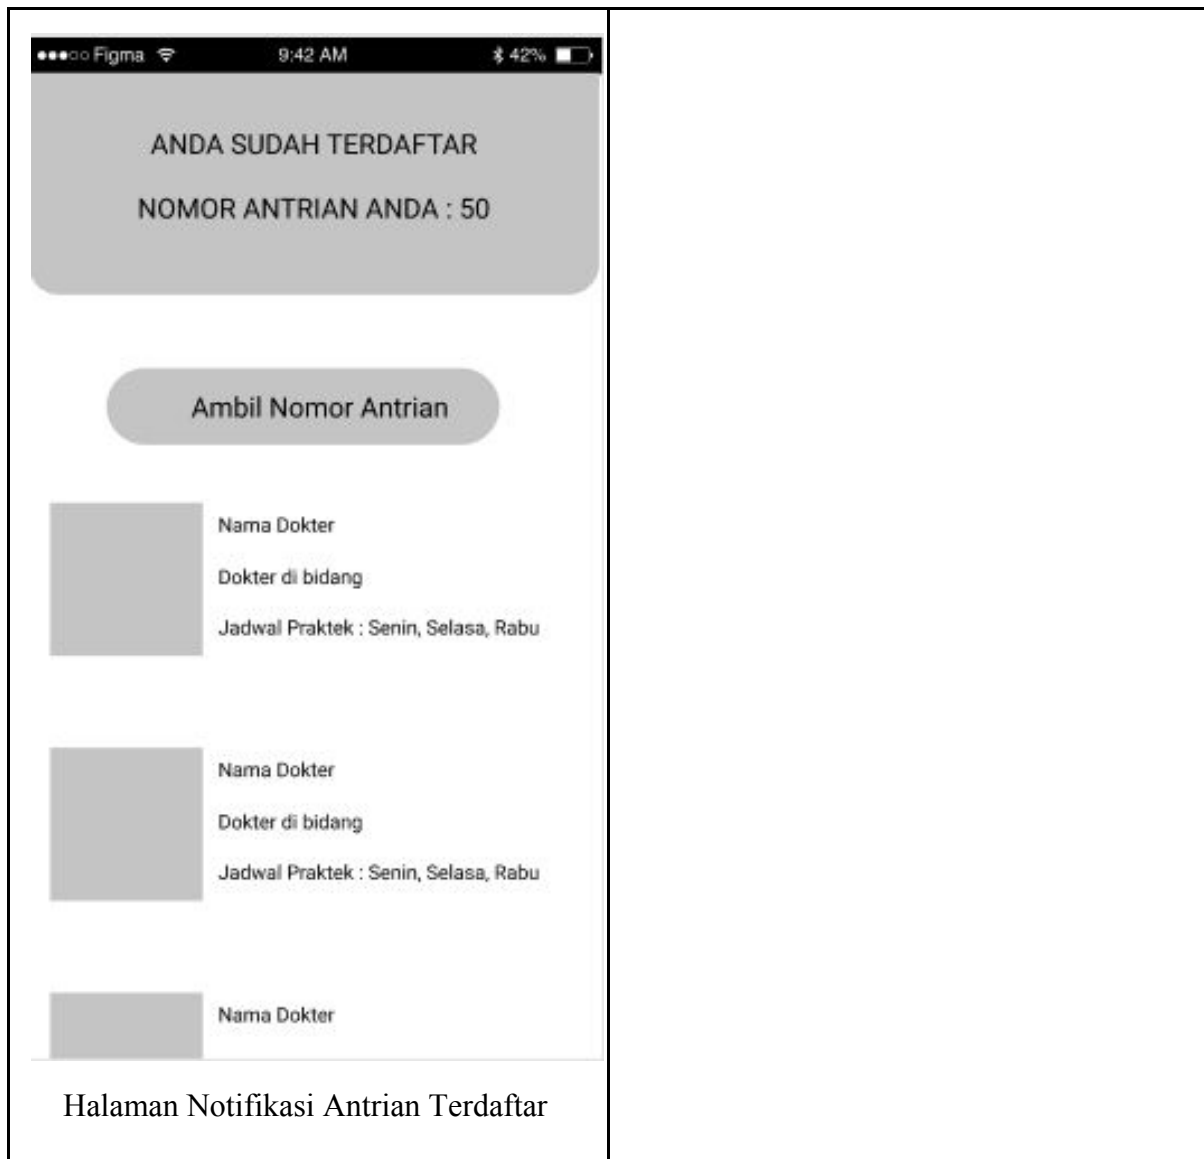 Figma 9:42 AM 42%
ANDA SUDAH TERDAFTAR
NOMOR ANTRIAN ANDA : 50
Ambil Nomor Antrian
Nama Dokter
Dokter di bidang
Jadwal Praktek : Senin, Selasa, Rabu
Nama Dokter
Dokter di bidang
Jadwal Praktek : Senin, Selasa, Rabu
Nama Dokter
Halaman Notifikasi Antrian Terdaftar